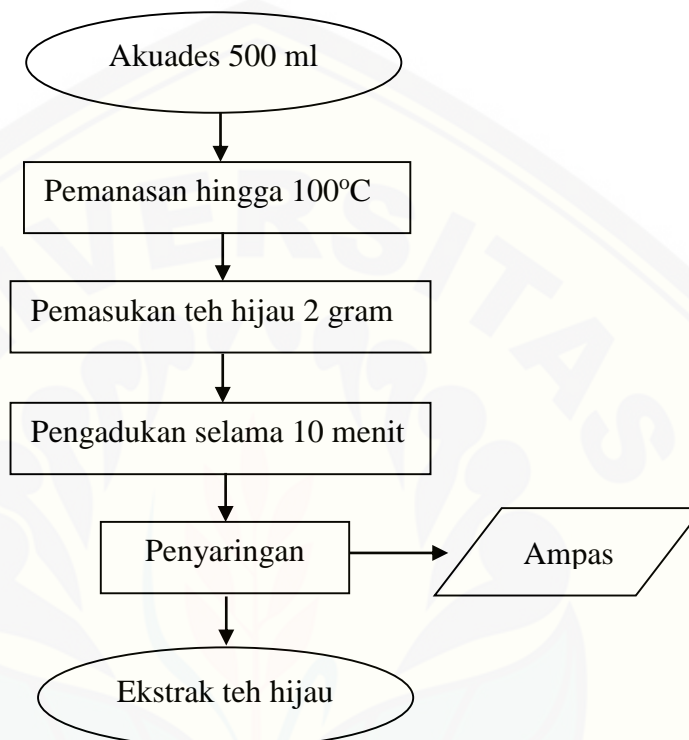 Akuades 500 ml
Pemanasan hingga 100°C
Pemasukan teh hijau 2 gram
Pengadukan selama 10 menit
Penyaringan
Ampas
Ekstrak teh hijau